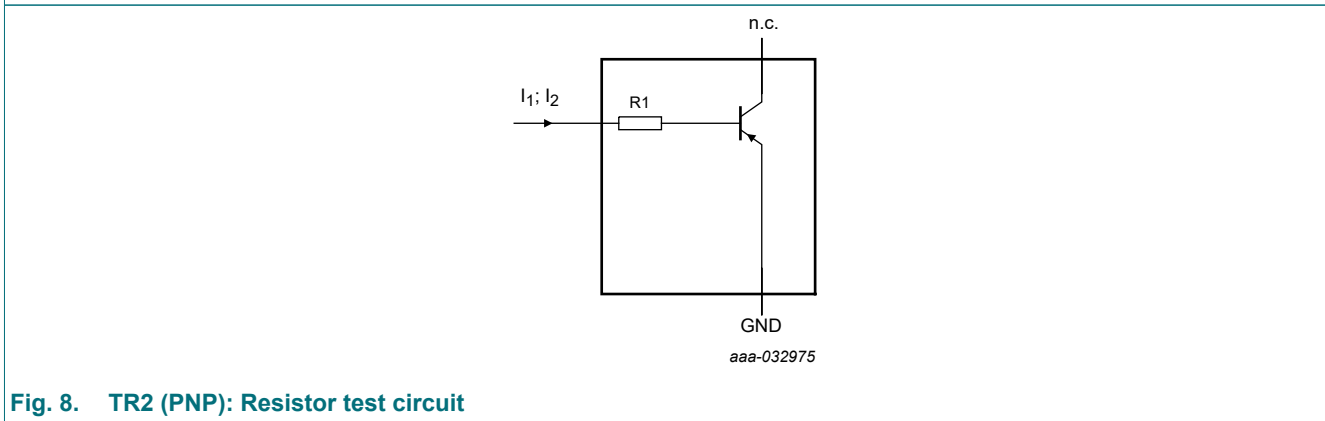 n.c.
I1; I2
R1
GND
aaa-032975
Fig. 8. TR2 (PNP): Resistor test circuit